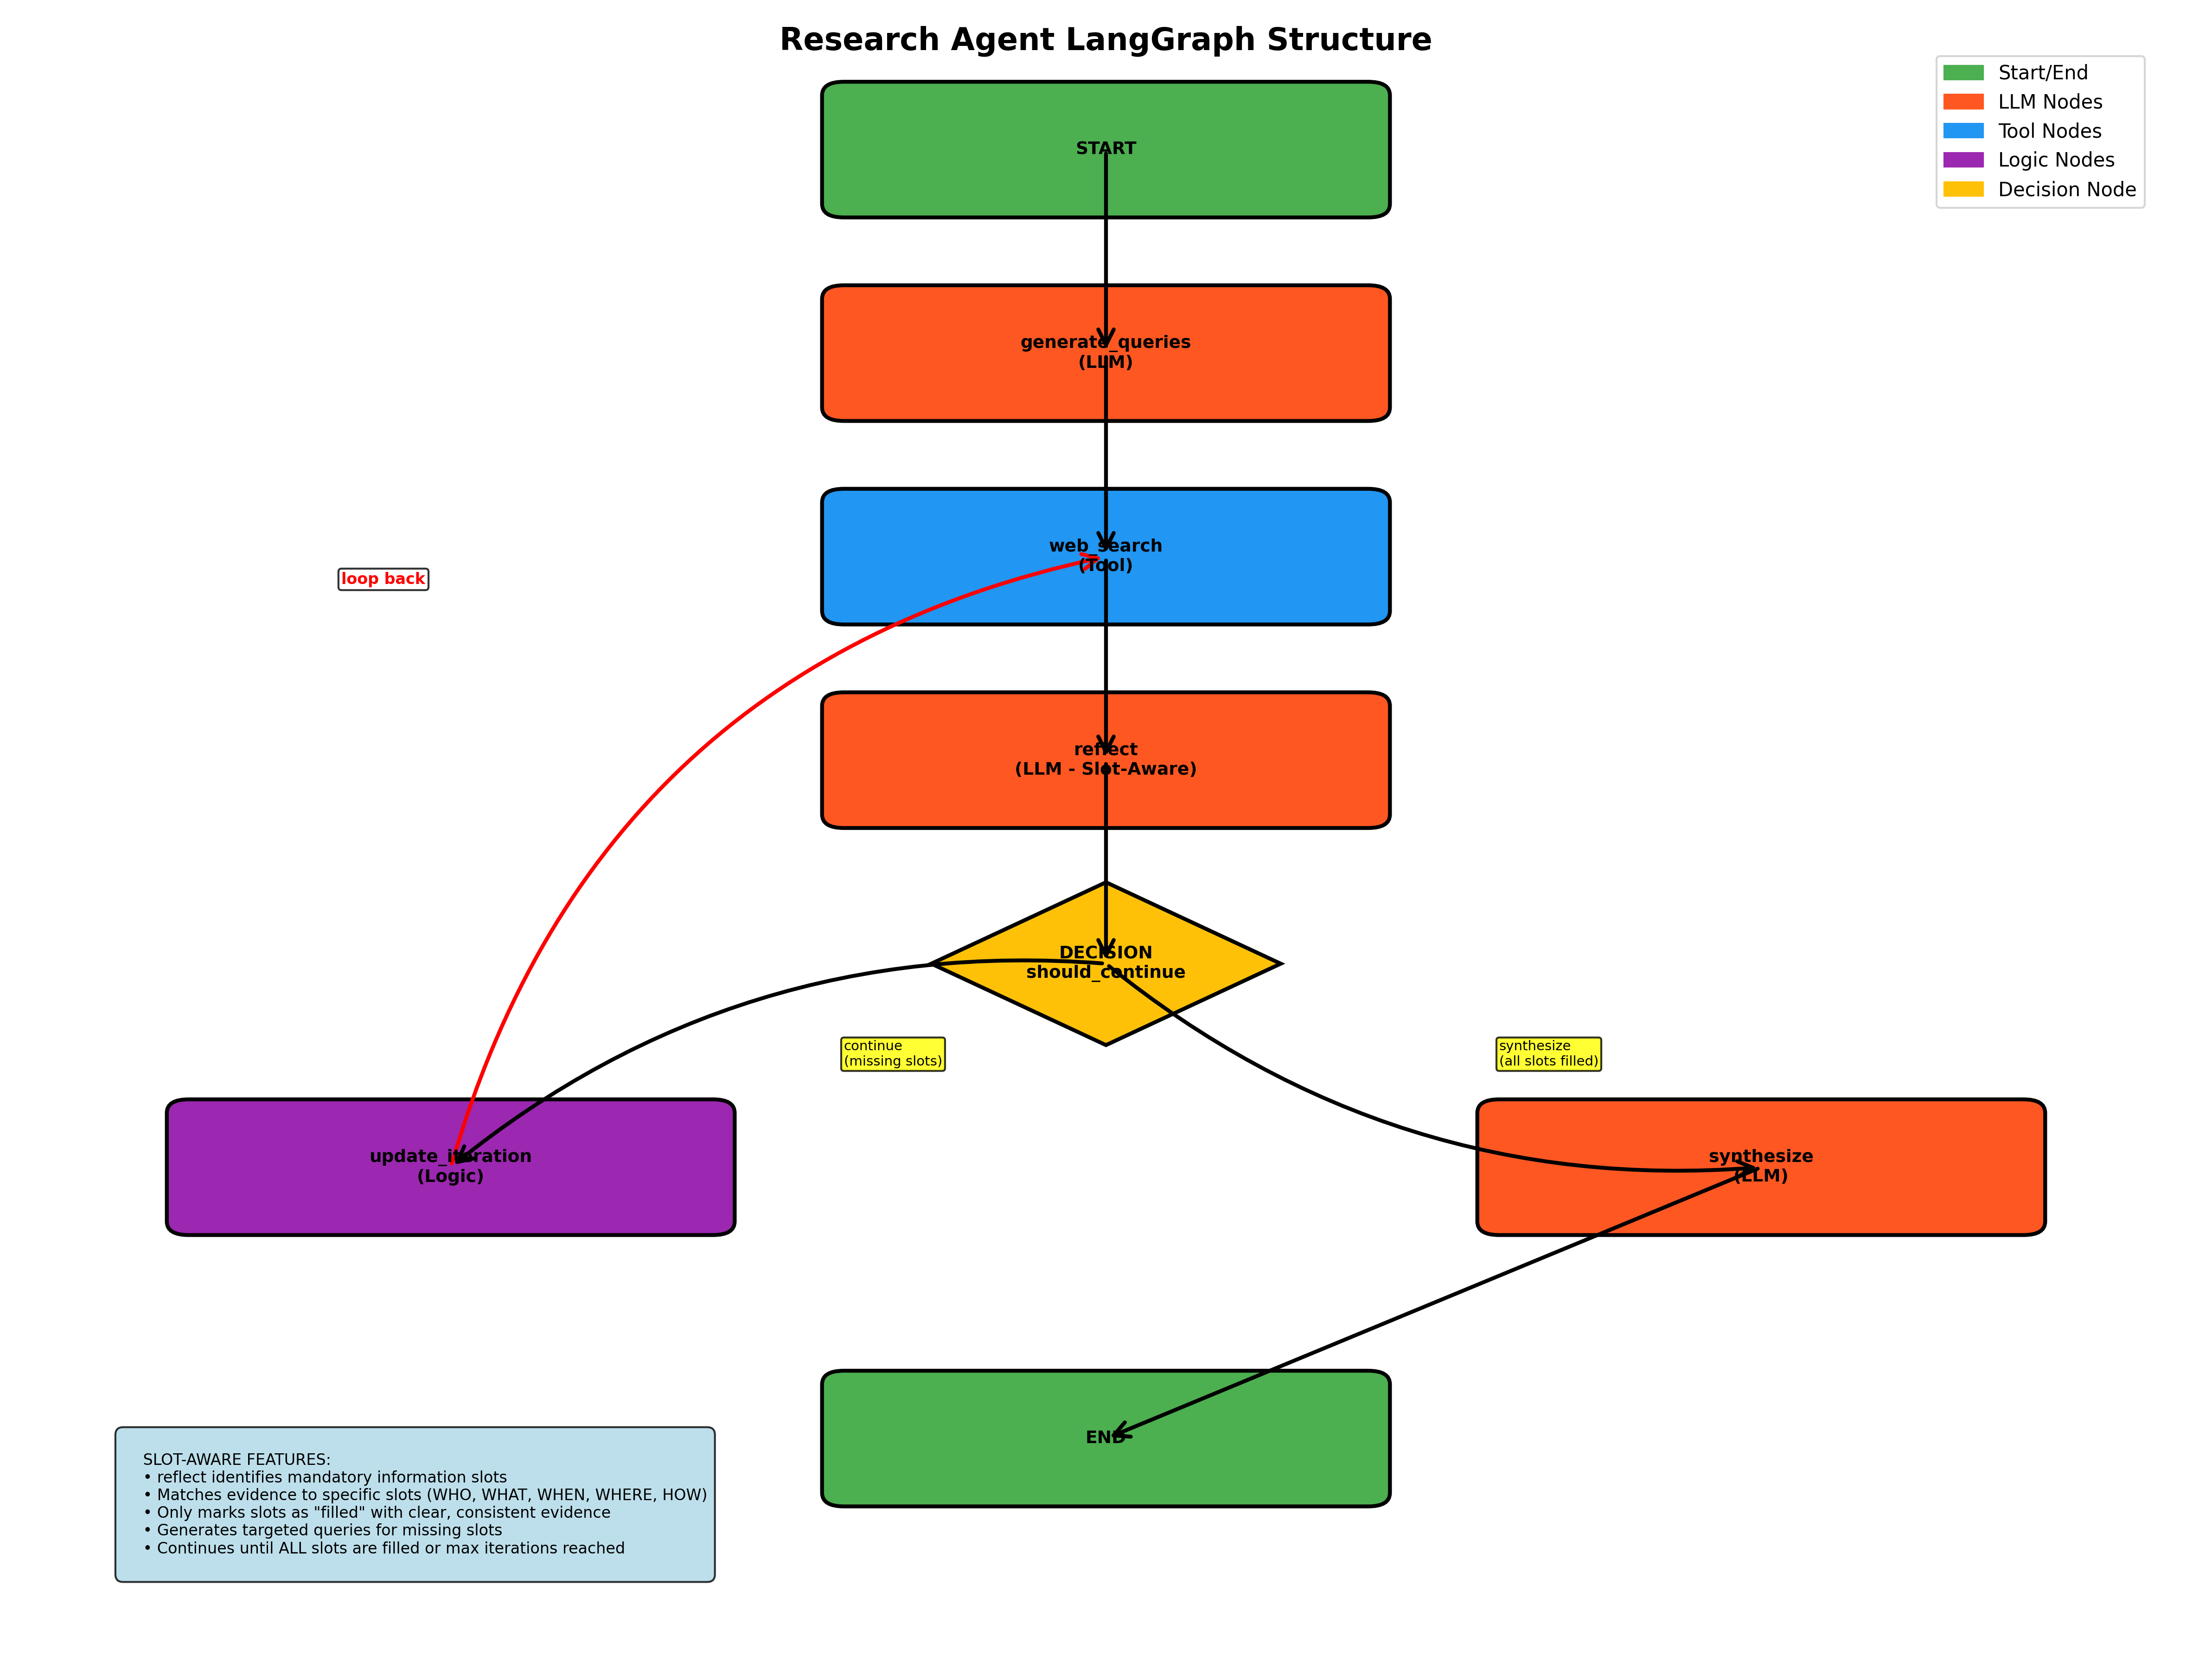 Research Agent LangGraph Structure
Start/End
LLM Nodes
Tool Nodes
Logic Nodes
Decision Node
START
generate_queries
(LLM)
web_search
(Tool)
loop back
reflect
(LLM - Slot-Aware)
DECISION
should_continue
continue
(missing slots)
synthesize
(all slots filled)
update_iteration
(Logic)
synthesize
(LLM)
END
SLOT-AWARE FEATURES:
• reflect identifies mandatory information slots
• Matches evidence to specific slots (WHO, WHAT, WHEN, WHERE, HOW)
• Only marks slots as "filled" with clear, consistent evidence
• Generates targeted queries for missing slots
• Continues until ALL slots are filled or max iterations reached